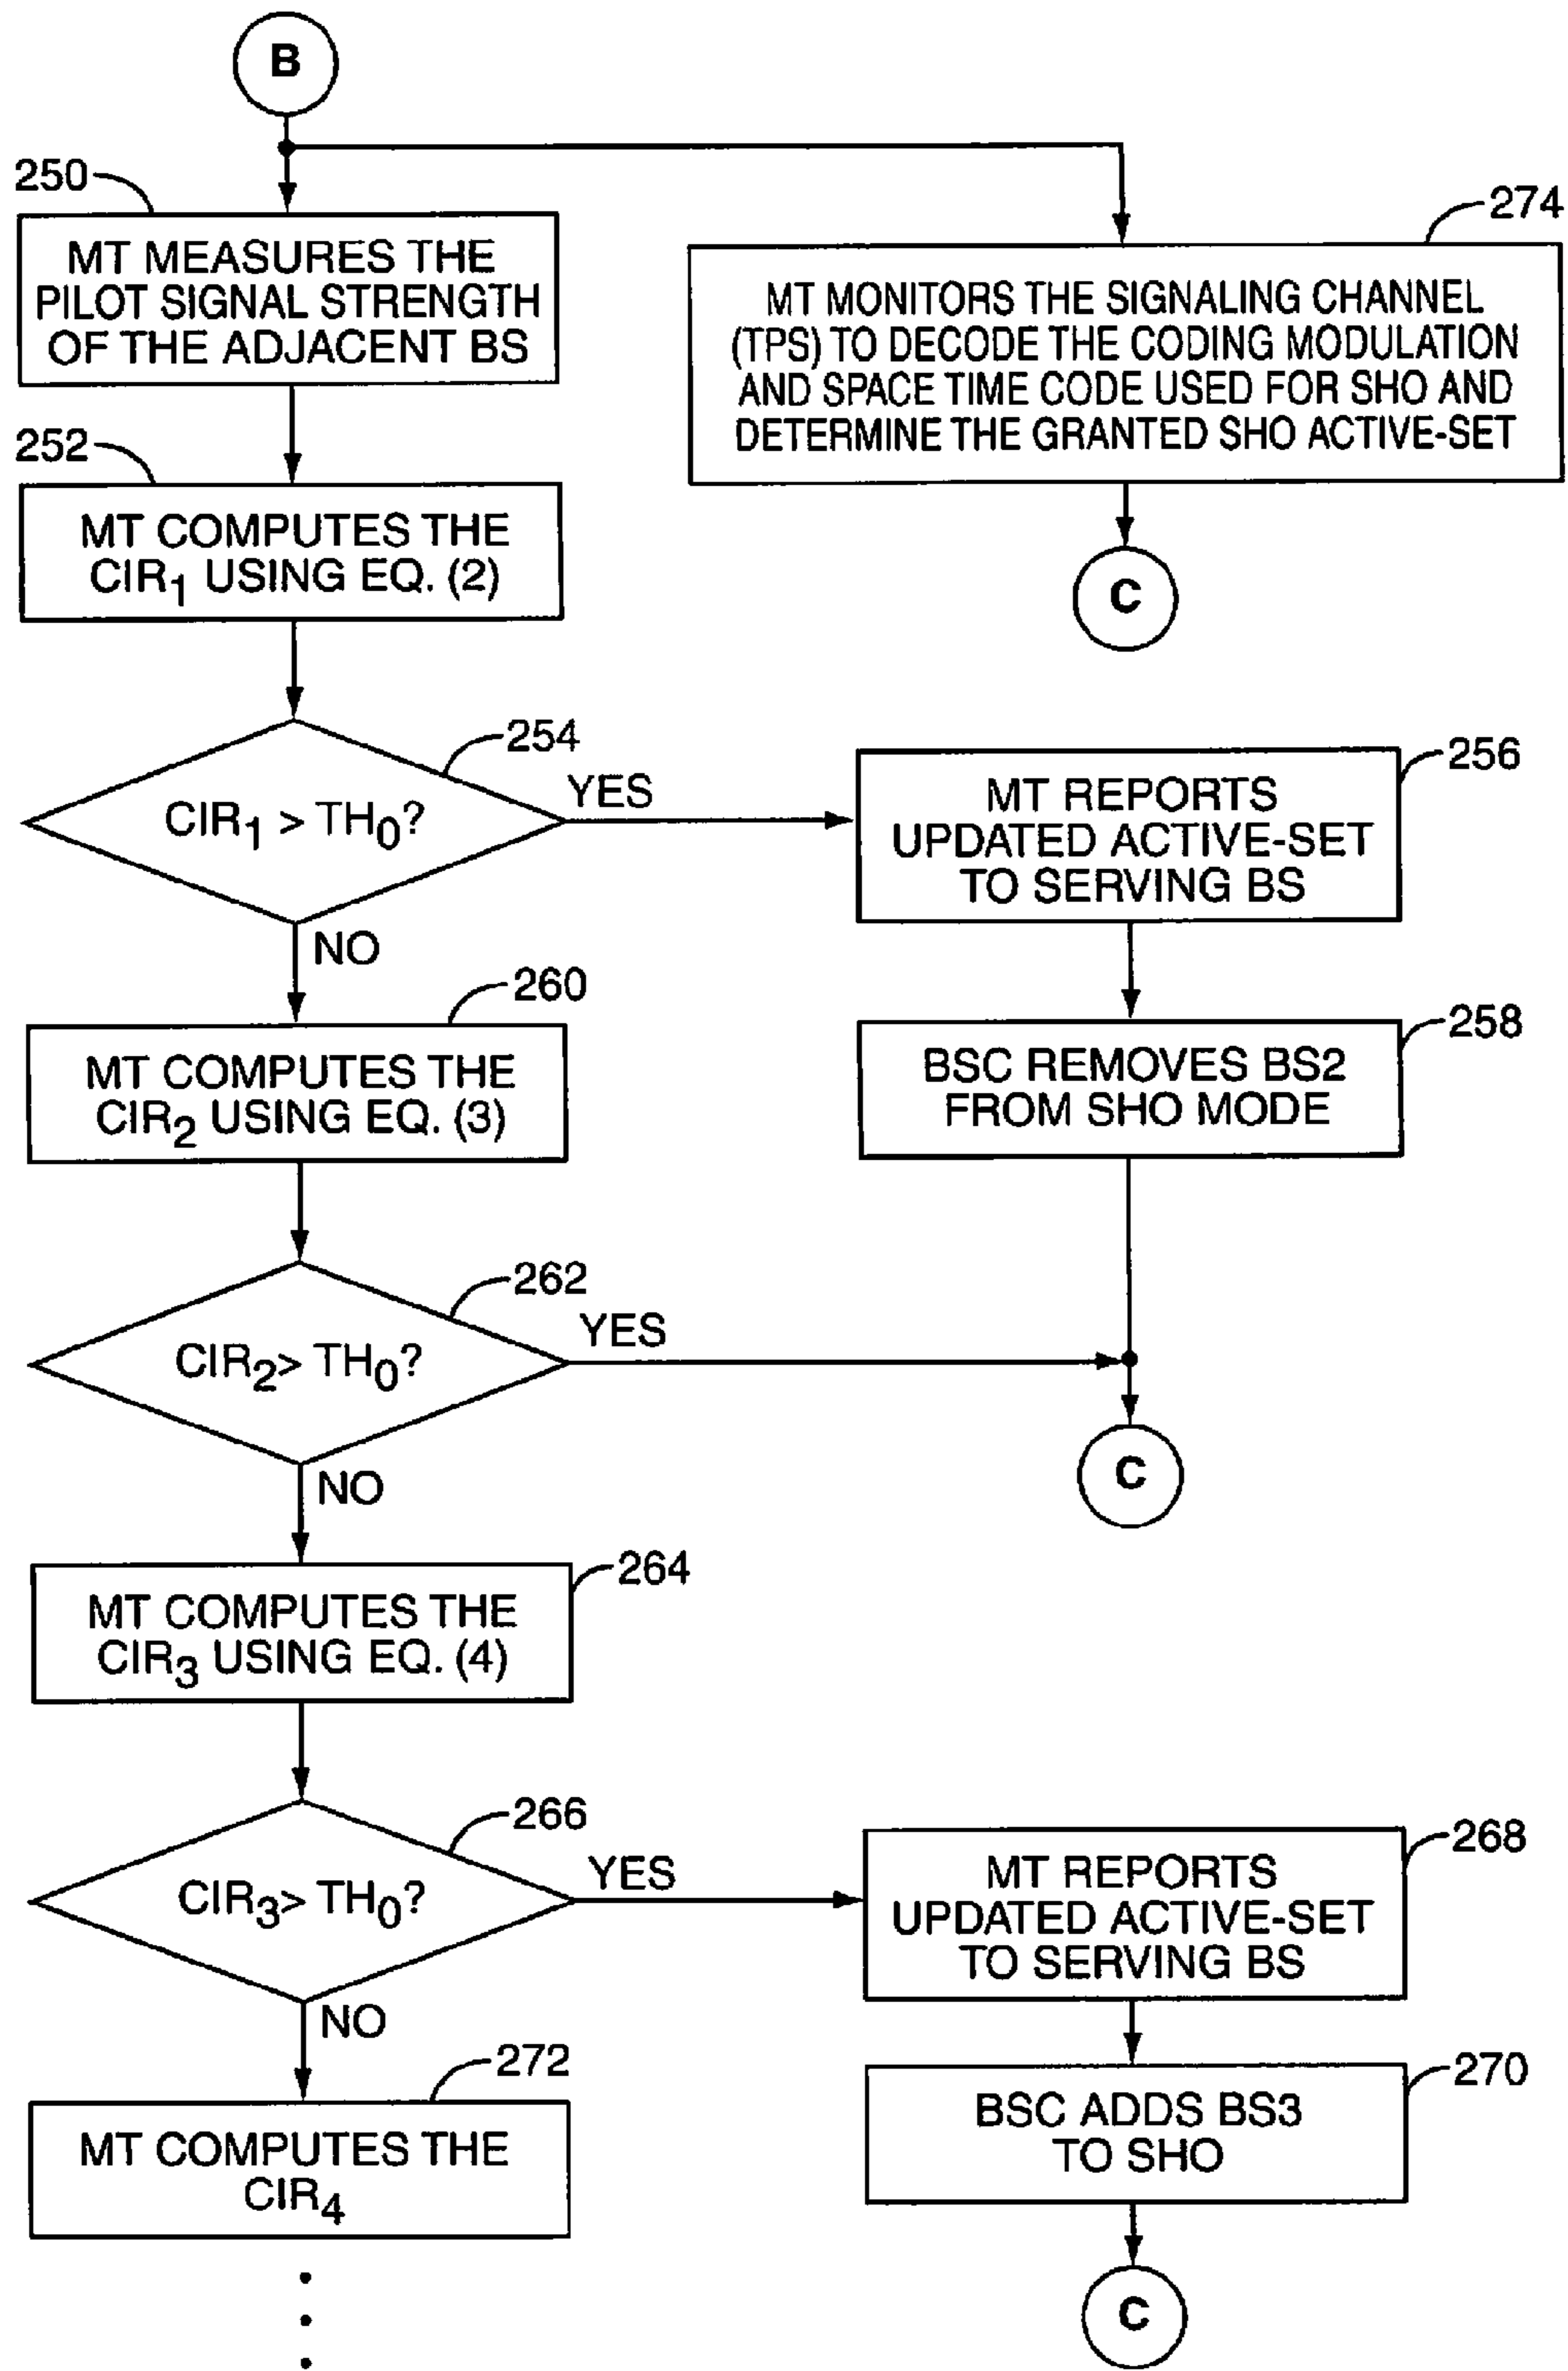 B
250
MT MEASURES THE
PILOT SIGNAL STRENGTH
OF THE ADJACENT BS
274
MT MONITORS THE SIGNALING CHANNEL
(TPS) TO DECODE THE CODING MODULATION
AND SPACE TIME CODE USED FOR SHO AND
DETERMINE THE GRANTED SHO ACTIVE-SET
C
252
MT COMPUTES THE
CIR1 USING EQ. (2)
254
CIR1 > TH0?
YES
NO
256
MT REPORTS
UPDATED ACTIVE-SET
TO SERVING BS
258
BSC REMOVES BS2
FROM SHO MODE
260
MT COMPUTES THE
CIR2 USING EQ. (3)
262
CIR2> TH0?
YES
NO
C
264
MT COMPUTES THE
CIR3 USING EQ. (4)
266
CIR3> TH0?
YES
NO
268
MT REPORTS
UPDATED ACTIVE-SET
TO SERVING BS
270
BSC ADDS BS3
TO SHO
C
272
MT COMPUTES THE
CIR4